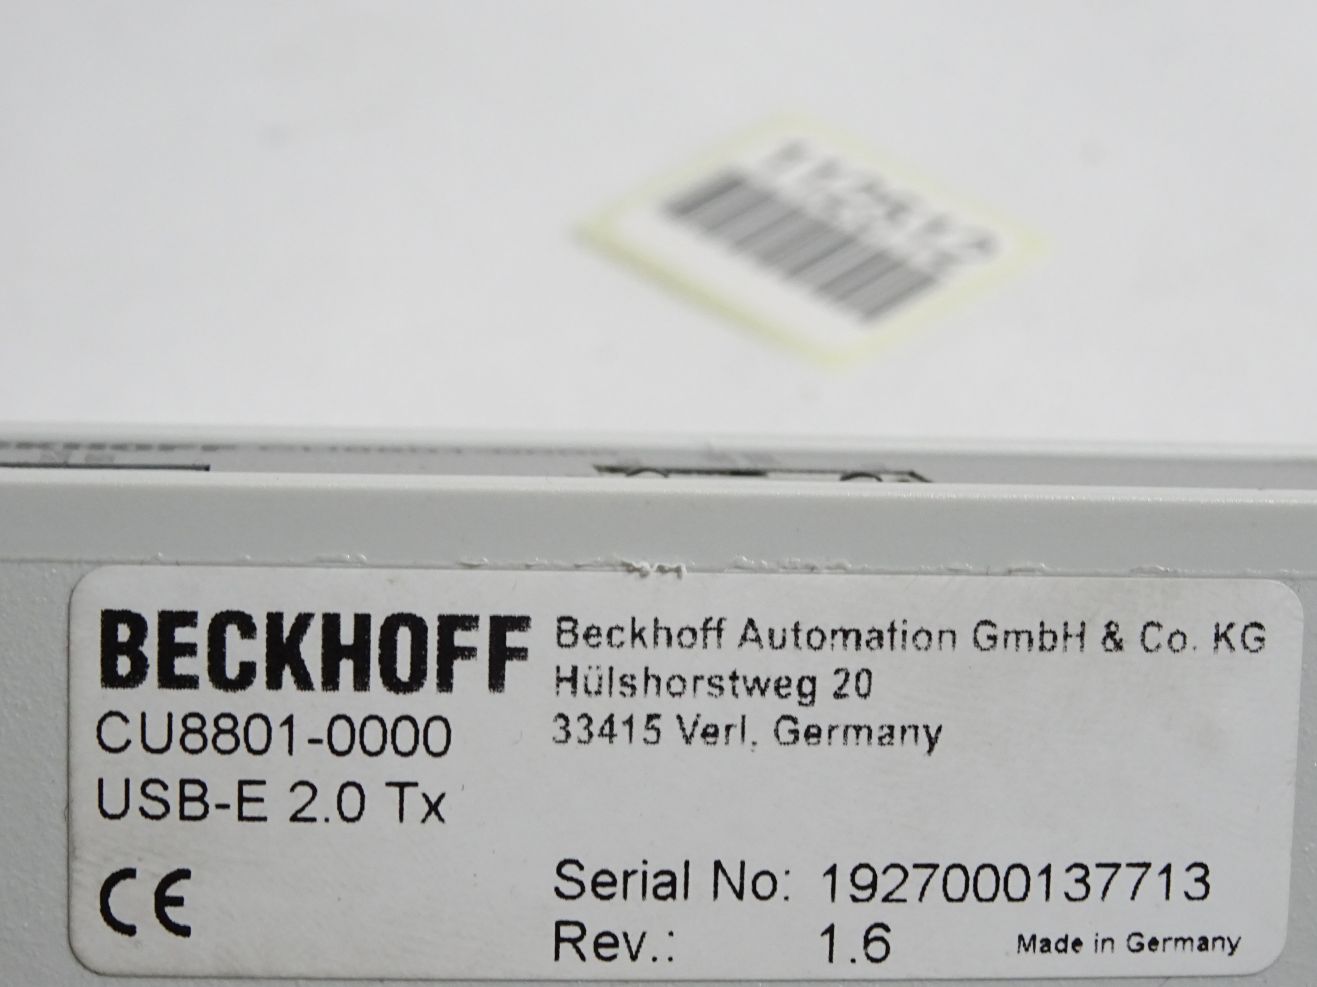 BECKHOFF
CU8801-0000
USB-E 2.0 Tx
Beckhoff Automation GmbH & Co. KG
Hülshorstweg 20
33415 Verl, Germany
CE
Serial No: 1927000137713
Rev.: 1.6
Made in Germany